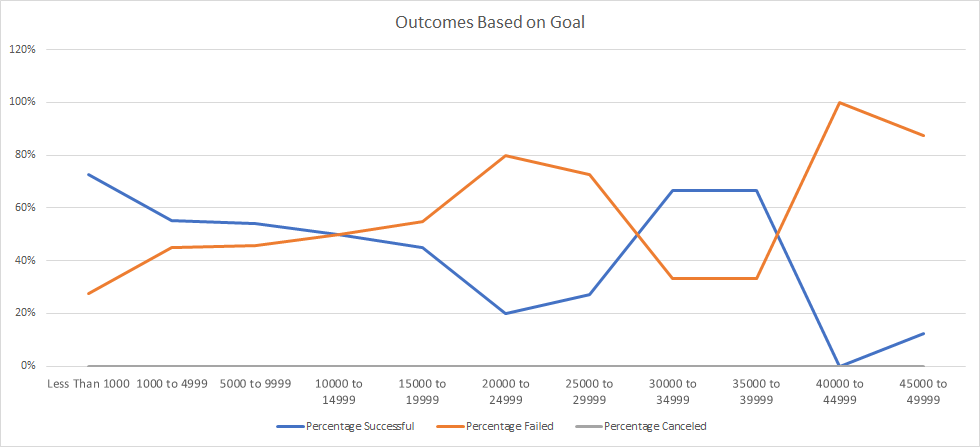 Outcomes Based on Goal
120%
100%
80%
60%
40%
20%
0%
Less Than 1000 1000 to 4999 5000 to 9999 10000 to 15000 to 20000 to 25000 to 30000 to 35000 to 40000 to 45000 to
14999 19999 24999 29999 34999 39999 44999 49999
Percentage Successful Percentage Failed Percentage Canceled